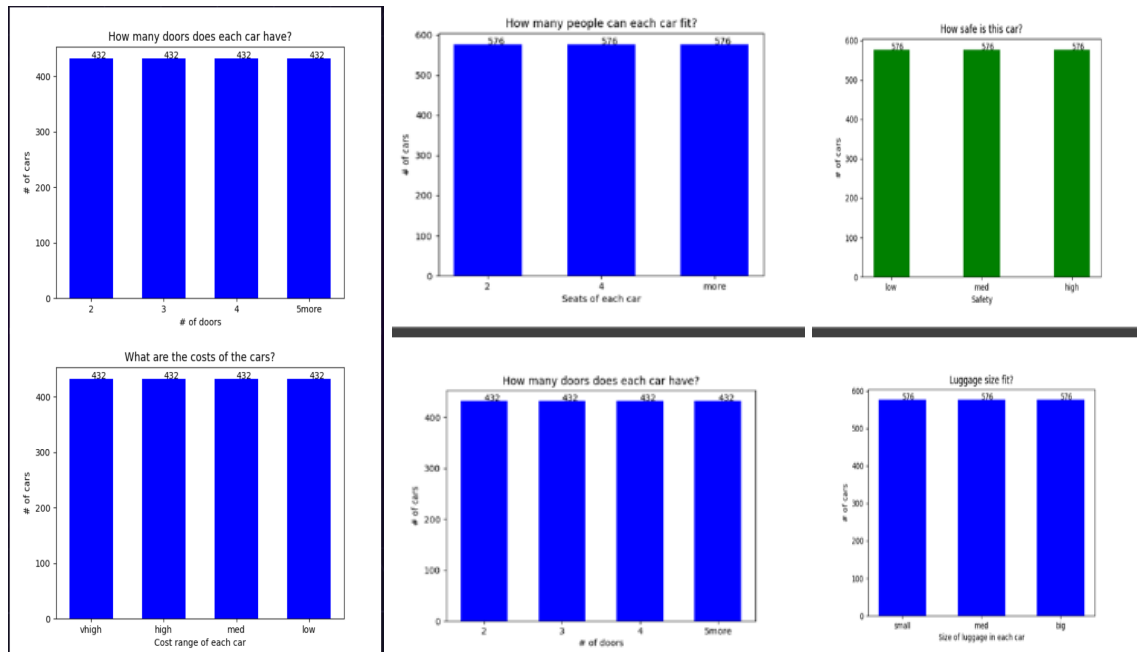 How many doors does each car have?
432 432 432 432
400
300
200
100
0
# of cars
2 3 4 5more
# of doors
What are the costs of the cars?
432 432 432 432
400
300
200
100
0
# of cars
vhigh high med low
Cost range of each car
How many people can each car fit?
576 576 576
600
500
400
300
200
100
0
# of cars
2 4 more
Seats of each car
How many doors does each car have?
432 432 432 432
400
300
200
100
0
# of cars
2 3 4 5more
# of doors
How safe is this car?
576 576 576
600
500
400
300
200
100
0
# of cars
low med high
Safety
Luggage size fit?
576 576 576
600
500
400
300
200
100
0
# of cars
small med big
Size of luggage in each car